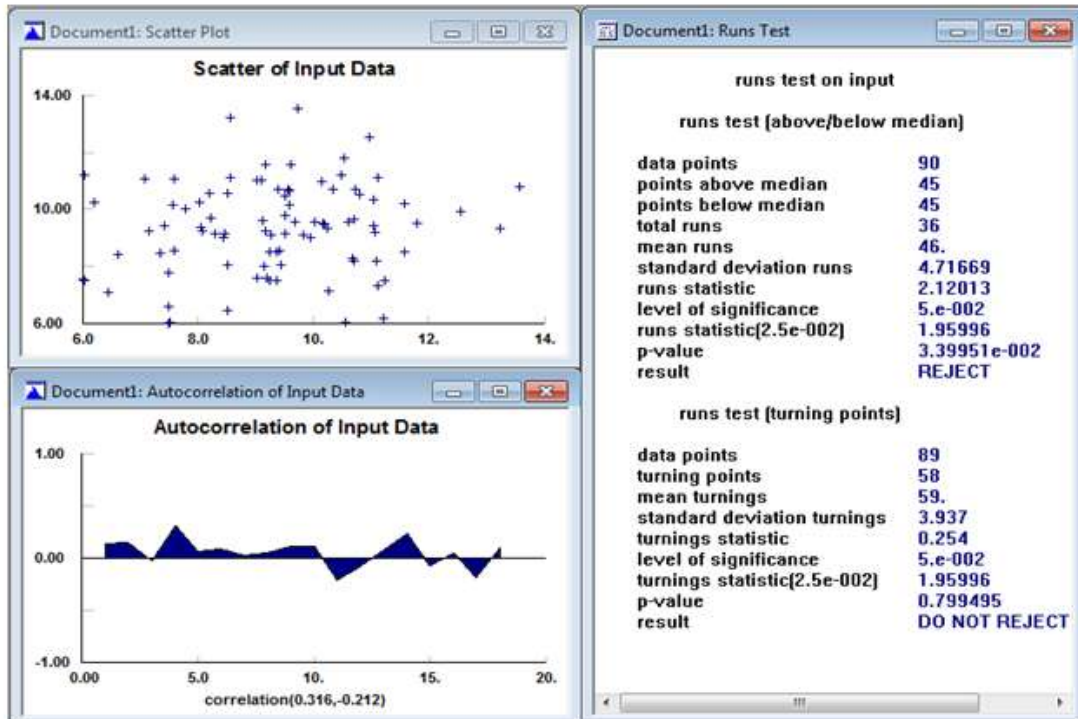 Document1: Scatter Plot
Scatter of Input Data
14.00
10.00
6.00
6.0 8.0 10. 12. 14.
Document1: Autocorrelation of Input Data
Autocorrelation of Input Data
1.00
0.00
-1.00
0.00 5.0 10. 15. 20.
correlation(0.316,-0.212)
Document1: Runs Test
runs test on input
runs test (above/below median)
data points 90
points above median 45
points below median 45
total runs 36
mean runs 46.
standard deviation runs 4.71669
runs statistic 2.12013
level of significance 5.e-002
runs statistic(2.5e-002) 1.95996
p-value 3.39951e-002
result REJECT
runs test (turning points)
data points 89
turning points 58
mean turnings 59.
standard deviation turnings 3.937
turnings statistic 0.254
level of significance 5.e-002
turnings statistic(2.5e-002) 1.95996
p-value 0.799495
result DO NOT REJECT